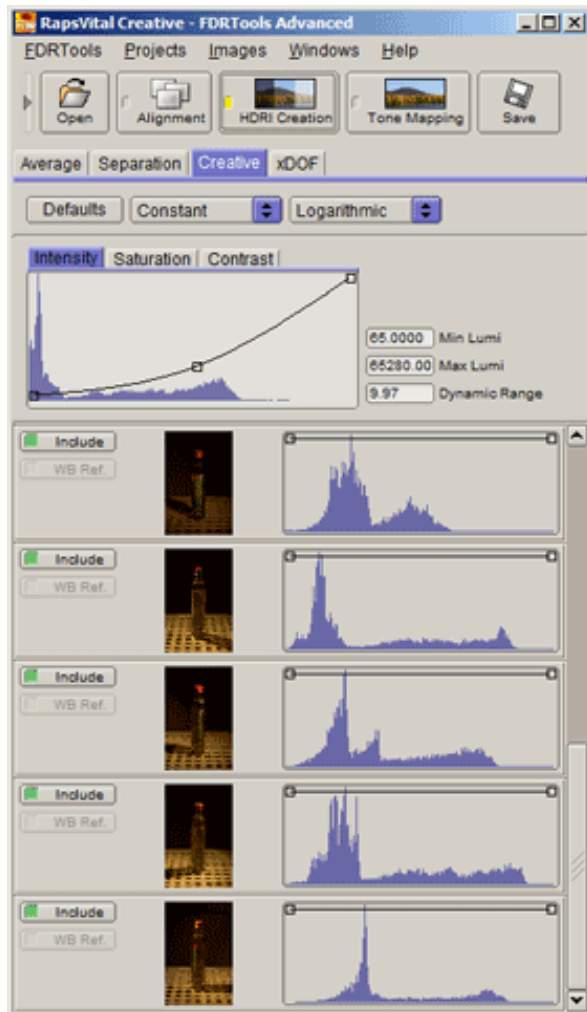 RapsVital Creative - FDRTools Advanced
FDRTools Projects Images Windows Help
Open Alignment HDRI Creation Tone Mapping Save
Average Separation Creative xDOF
Defaults Constant Logarithmic
Intensity Saturation Contrast
65.0000 Min Lumi
65280.00 Max Lumi
9.97 Dynamic Range
Include
WB Ref.
Include
WB Ref.
Include
WB Ref.
Include
WB Ref.
Include
WB Ref.